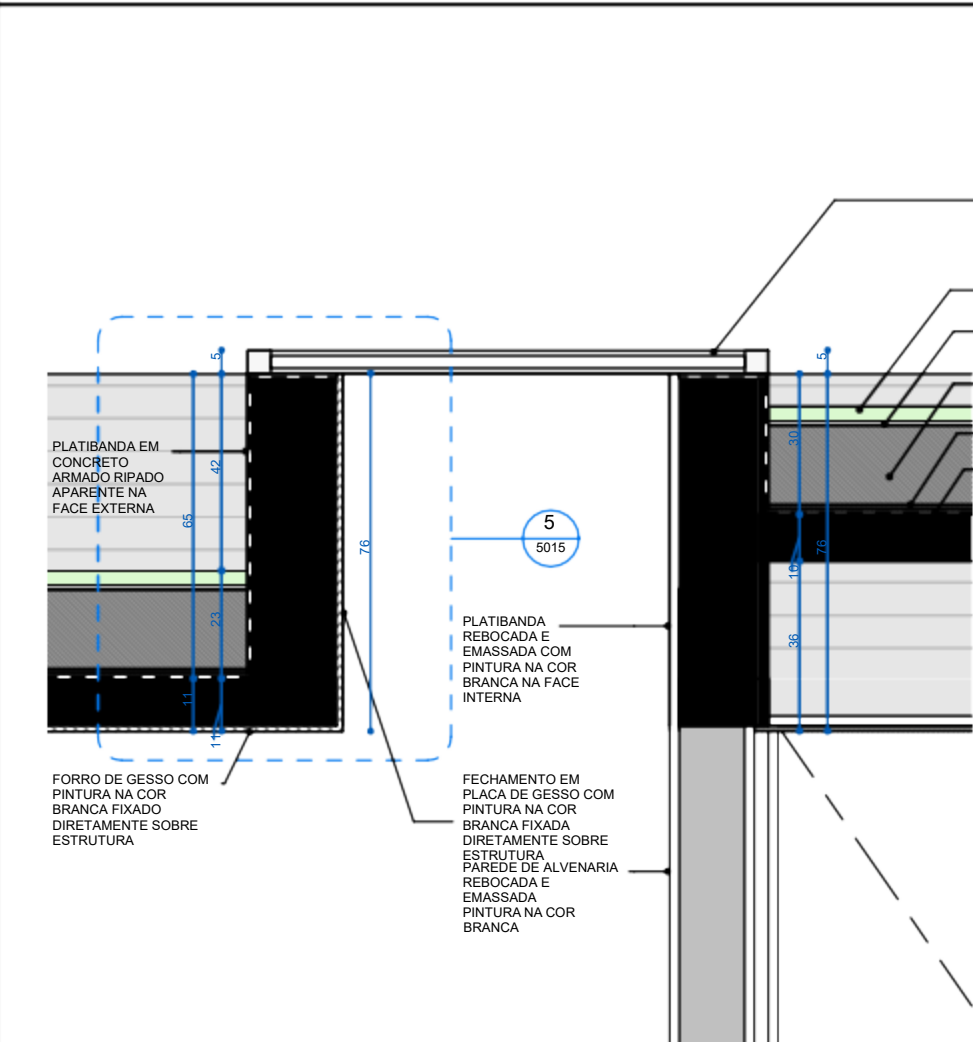 5
5
PLATIBANDA EM
CONCRETO
ARMADO RIPADO
APARENTE NA
FACE EXTERNA
42
65
76
30
76
5
5015
23
PLATIBANDA
REBOCADA E
EMASSADA COM
PINTURA NA COR
BRANCA NA FACE
INTERNA
36
11
FORRO DE GESSO COM
PINTURA NA COR
BRANCA FIXADO
DIRETAMENTE SOBRE
ESTRUTURA
FECHAMENTO EM
PLACA DE GESSO COM
PINTURA NA COR
BRANCA FIXADA
DIRETAMENTE SOBRE
ESTRUTURA
PAREDE DE ALVENARIA
REBOCADA E
EMASSADA
PINTURA NA COR
BRANCA